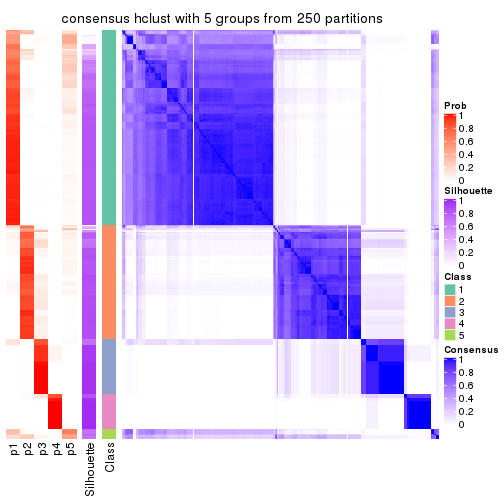 consensus hclust with 5 groups from 250 partitions
Prob
1
0.8
0.6
0.4
0.2
0
Silhouette
1
0.8
0.6
0.4
0.2
0
Class
1
2
3
4
5
Consensus
1
0.8
0.6
0.4
0.2
0
p1
p2
p3
p4
p5
Silhouette
Class